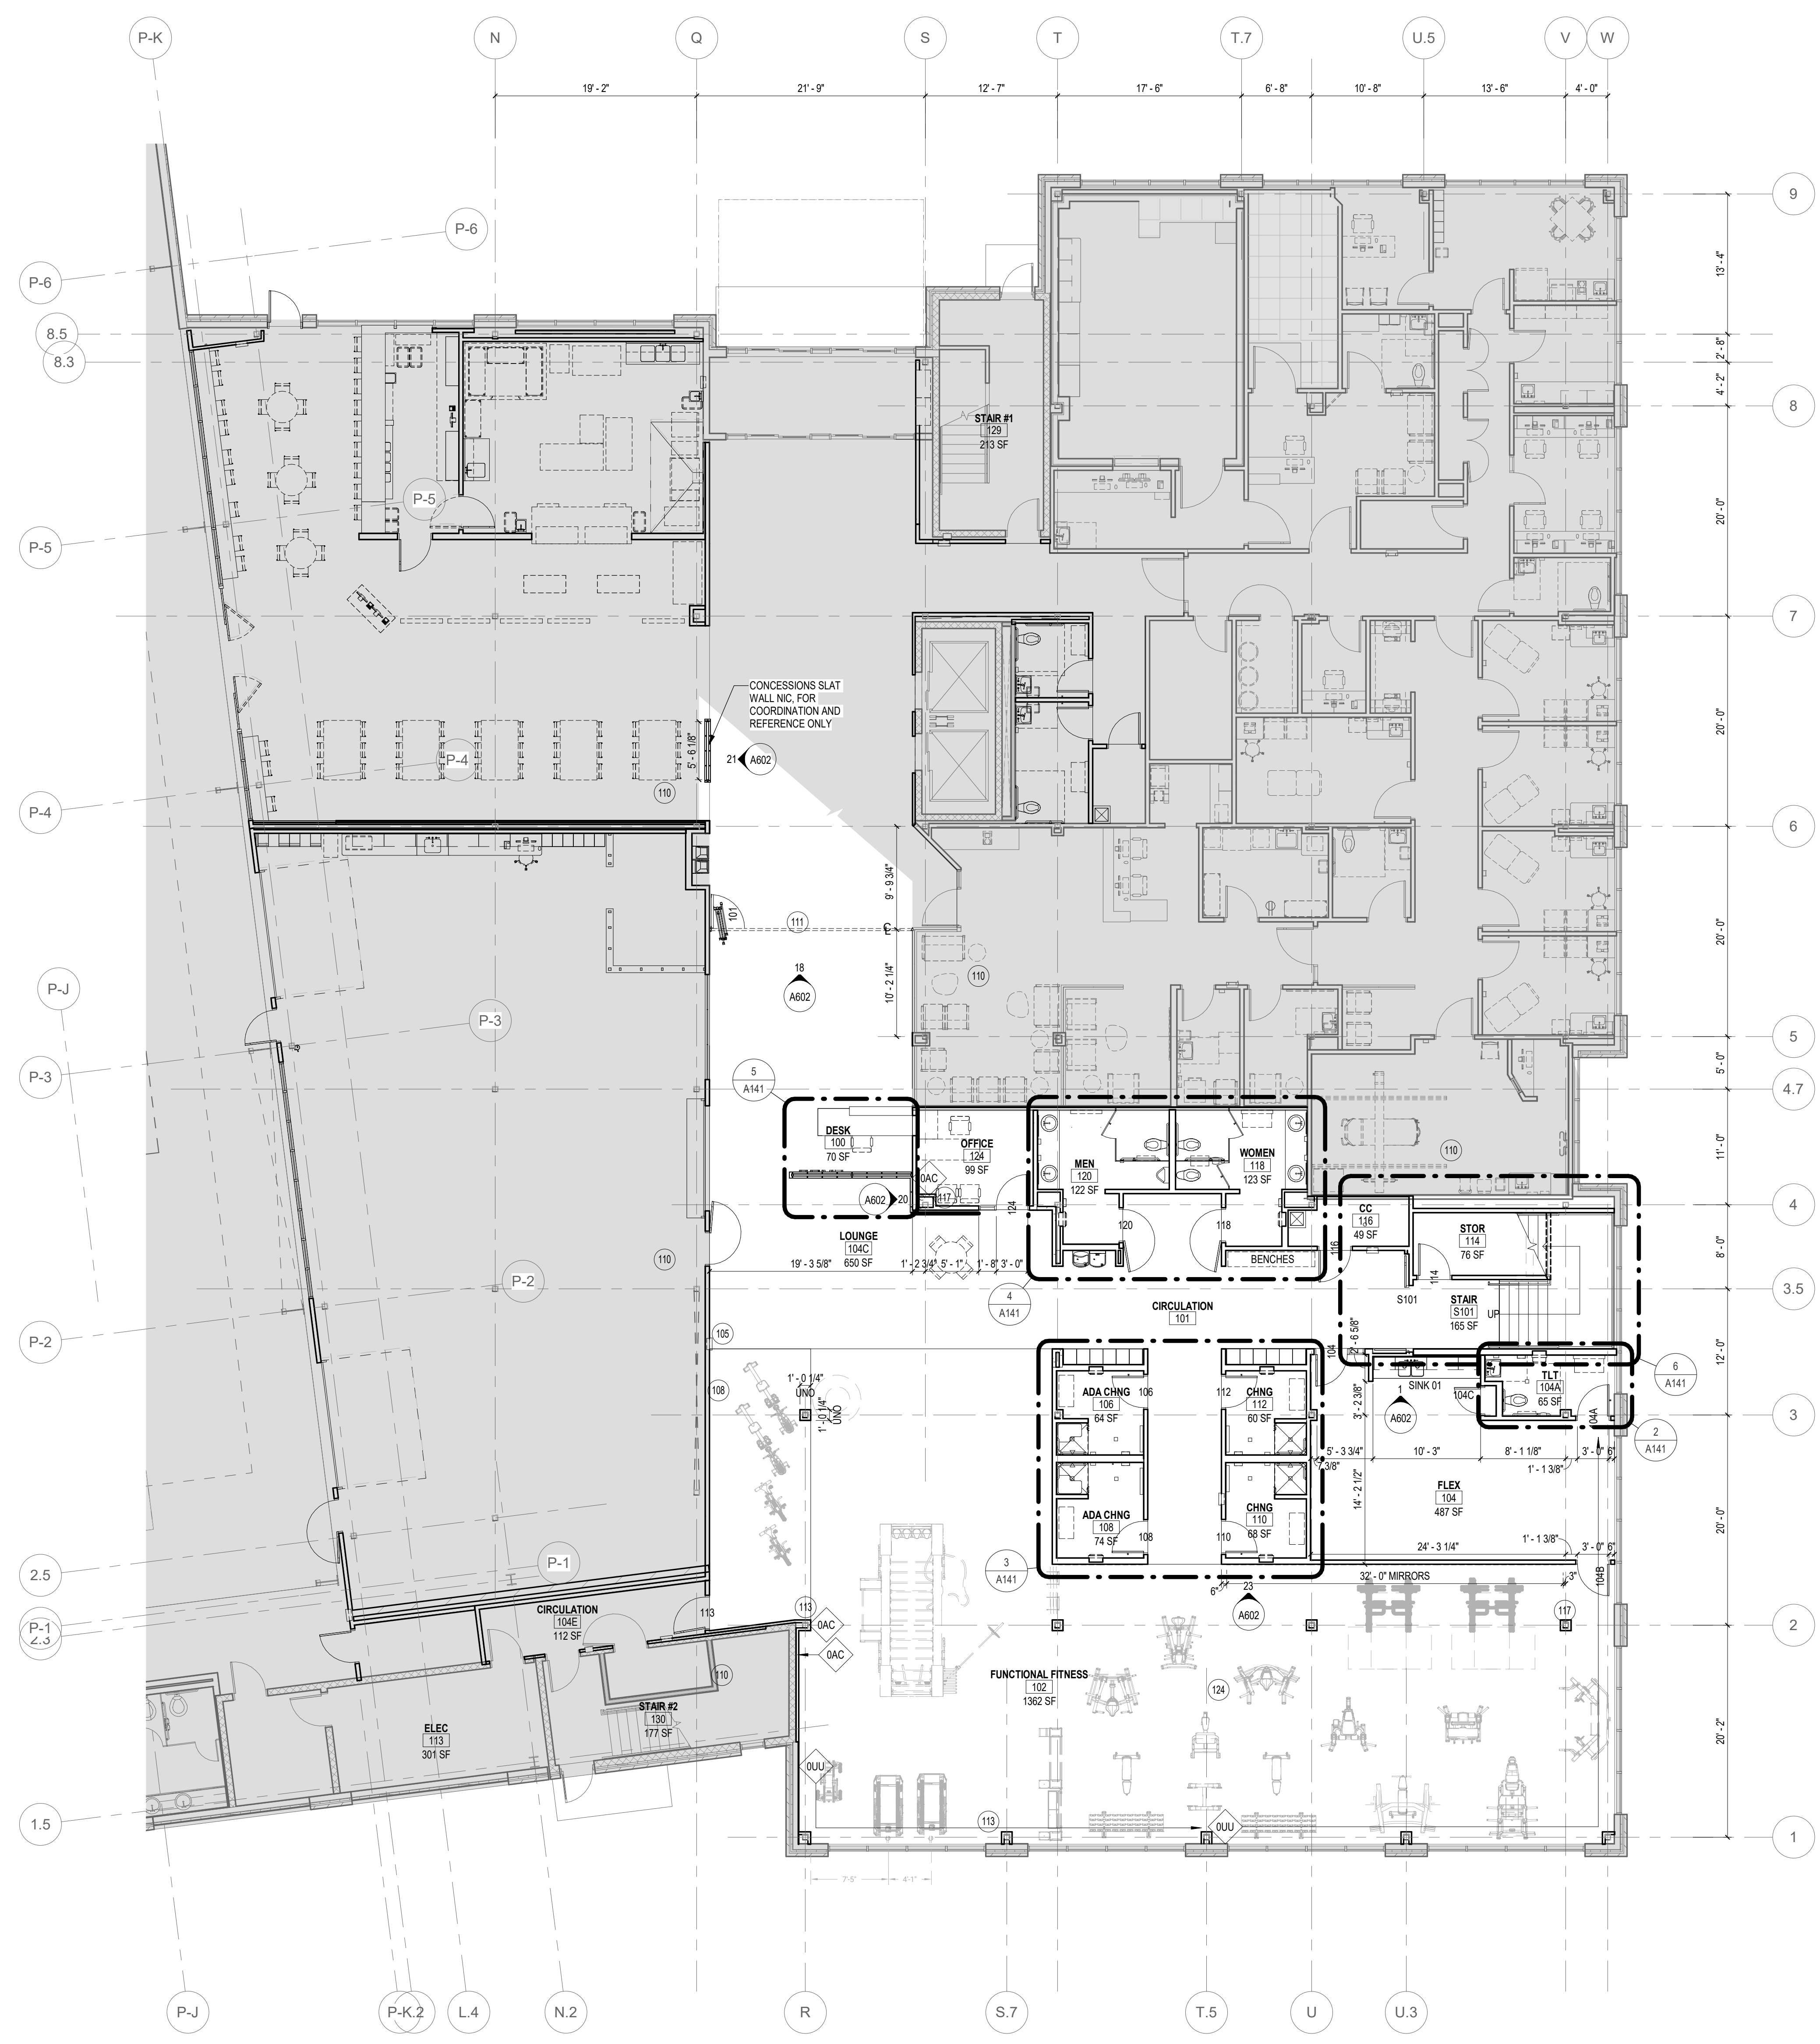 P-K
N
Q
S
T
T.7
U.5
V
W
19' - 2"
21' - 9"
12' - 7"
17' - 6"
6' - 8"
10' - 8"
13' - 6"
4' - 0"
9
P-6
P-6
13' - 4"
8.5
8.3
2' - 8"
4' - 2"
8
STAIR #1
129
213 SF
P-5
P-5
20' - 0"
7
CONCESSIONS SLAT
WALL NIC, FOR
COORDINATION AND
REFERENCE ONLY
5' - 6 1/8"
21
A602
P-4
P-4
110
20' - 0"
6
9' - 9 3/4"
101
111
110
20' - 0"
18
A602
10' - 2 1/4"
P-J
P-3
P-3
5
5' - 0"
4.7
5
A141
DESK
100
70 SF
OFFICE
124
99 SF
MEN
120
122 SF
WOMEN
118
123 SF
110
11' - 0"
0AC
A602
20
117
124
4
120
118
CC
116
49 SF
STOR
114
76 SF
116
114
8' - 0"
LOUNGE
104C
650 SF
110
BENCHES
19' - 3 5/8"
1' - 2 3/4"
5' - 1"
1' - 8"
3' - 0"
P-2
P-2
4
A141
CIRCULATION
101
S101
STAIR
S101
165 SF
UP
3.5
105
104
2' - 6 5/8"
12' - 0"
6
A141
108
1' - 0 1/4"
UNO
1' - 0 1/4"
UNO
ADA CHNG
106
64 SF
106
112
CHNG
112
60 SF
3' - 2 3/8"
SINK 01
104C
1
A602
TLT
104A
65 SF
104A
3
2
A141
5' - 3 3/4"
10' - 3"
8' - 1 1/8"
3' - 0"
6"
7 3/8"
1' - 1 3/8"
14' - 2 1/2"
FLEX
104
487 SF
ADA CHNG
108
74 SF
108
110
CHNG
110
68 SF
20' - 0"
1' - 1 3/8"
24' - 3 1/4"
3' - 0"
6"
3
A141
32' - 0" MIRRORS
3"
6"
23
A602
104B
2.5
P-1
P-1
2.3
CIRCULATION
104E
112 SF
113
113
0AC
0AC
117
2
110
FUNCTIONAL FITNESS
102
1362 SF
124
STAIR #2
130
177 SF
ELEC
113
301 SF
20' - 2"
0UU
113
0UU
1.5
1
7'-5"
4'-1"
P-J
P-K.2
L.4
N.2
R
S.7
T.5
U
U.3